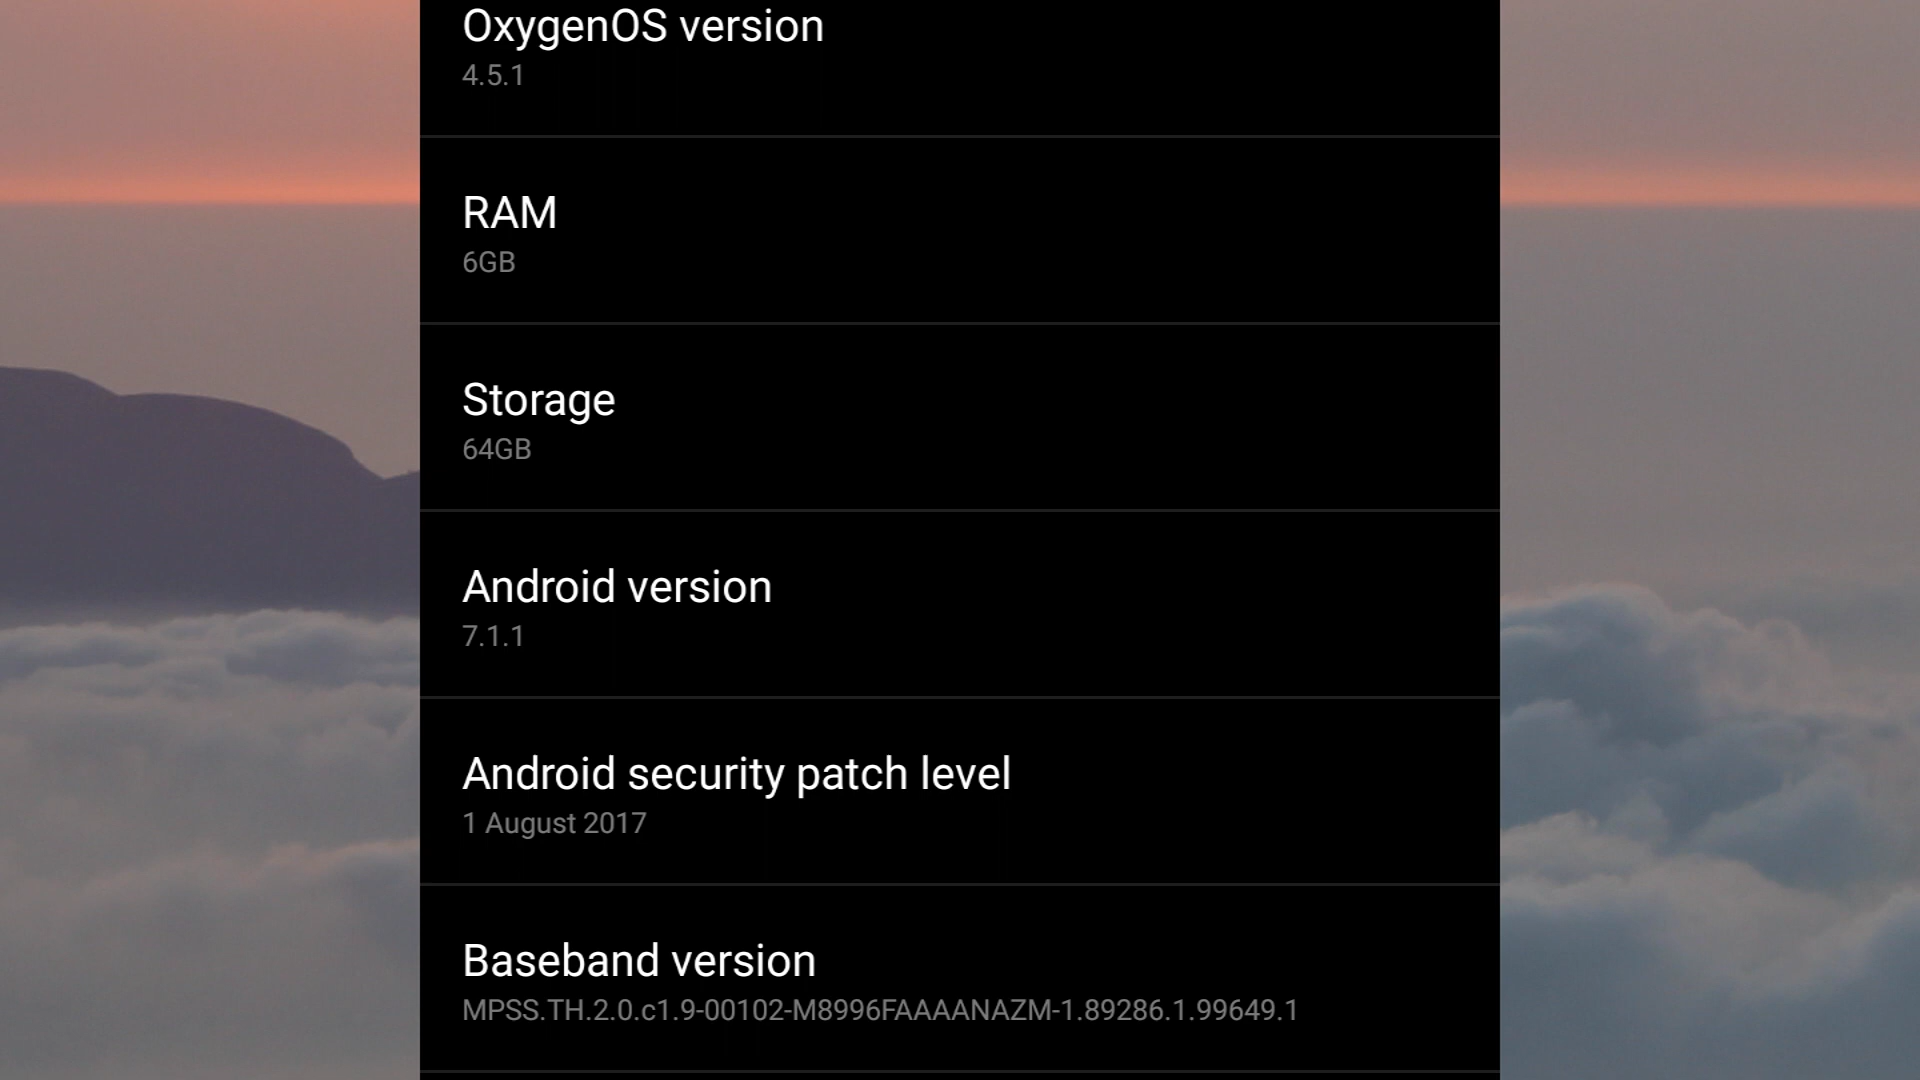 OxygenOS version
4.5.1
RAM
6GB
Storage
64GB
Android version
7.1.1
Android security patch level
1 August 2017
Baseband version
MPSS.TH.2.0.c1.9-00102-M8996FAAAANAZM-1.89286.1.99649.1